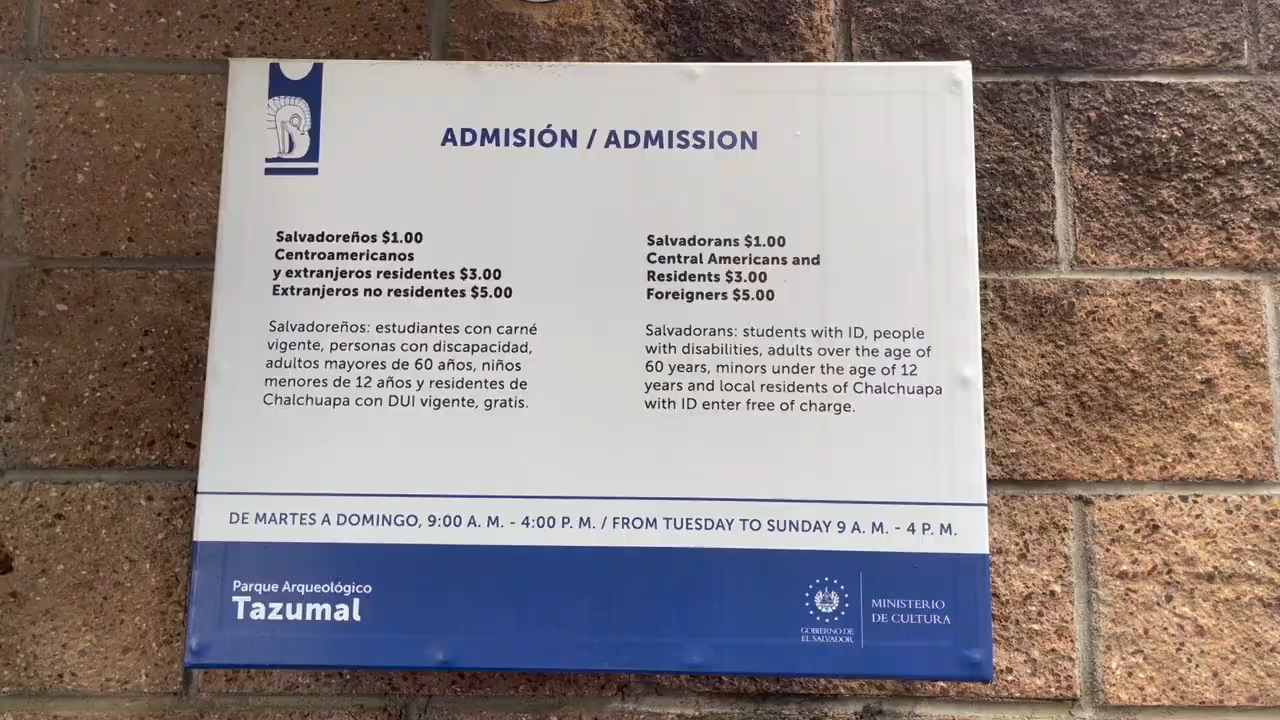 ADMISIÓN / ADMISSION
Salvadoreños $1.00
Centroamericanos
y extranjeros residentes $3.00
Extranjeros no residentes $5.00
Salvadoreños: estudiantes con carné
vigente, personas con discapacidad,
adultos mayores de 60 años, niños
menores de 12 años y residentes de
Chalchuapa con DUI vigente, gratis.
Salvadorans $1.00
Central Americans and
Residents $3.00
Foreigners $5.00
Salvadorans: students with ID, people
with disabilities, adults over the age of
60 years, minors under the age of 12
years and local residents of Chalchuapa
with ID enter free of charge.
DE MARTES A DOMINGO, 9:00 A. M. - 4:00 P. M. / FROM TUESDAY TO SUNDAY 9 A. M. - 4 P. M.
Parque Arqueológico
Tazumal
GOBIERNO DE
EL SALVADOR
MINISTERIO
DE CULTURA